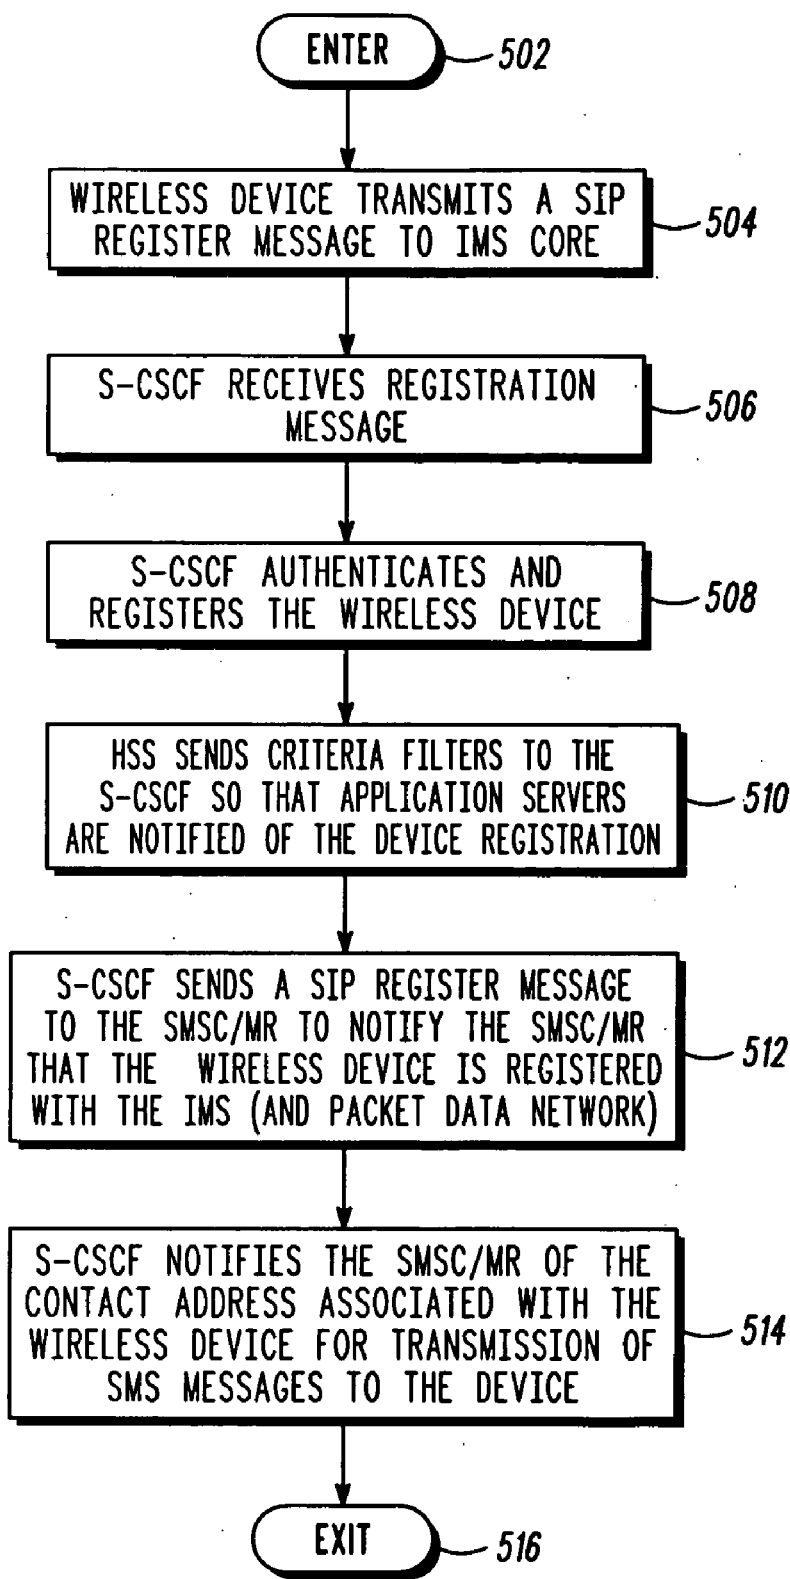 ENTER
502
WIRELESS DEVICE TRANSMITS A SIP
REGISTER MESSAGE TO IMS CORE
504
S-CSCF RECEIVES REGISTRATION
MESSAGE
506
S-CSCF AUTHENTICATES AND
REGISTERS THE WIRELESS DEVICE
508
HSS SENDS CRITERIA FILTERS TO THE
S-CSCF SO THAT APPLICATION SERVERS
ARE NOTIFIED OF THE DEVICE REGISTRATION
510
S-CSCF SENDS A SIP REGISTER MESSAGE
TO THE SMSC/MR TO NOTIFY THE SMSC/MR
THAT THE WIRELESS DEVICE IS REGISTERED
WITH THE IMS (AND PACKET DATA NETWORK)
512
S-CSCF NOTIFIES THE SMSC/MR OF THE
CONTACT ADDRESS ASSOCIATED WITH THE
WIRELESS DEVICE FOR TRANSMISSION OF
SMS MESSAGES TO THE DEVICE
514
EXIT
516